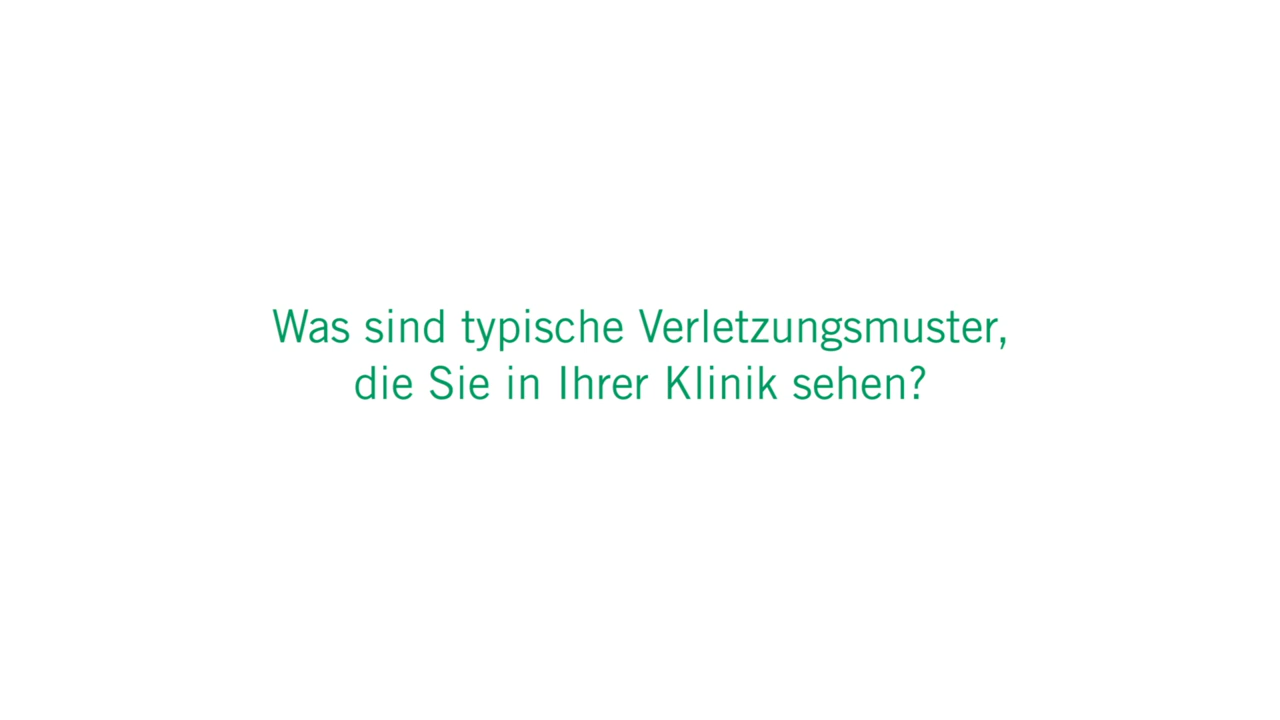 Was sind typische Verletzungsmuster,
die Sie in Ihrer Klinik sehen?